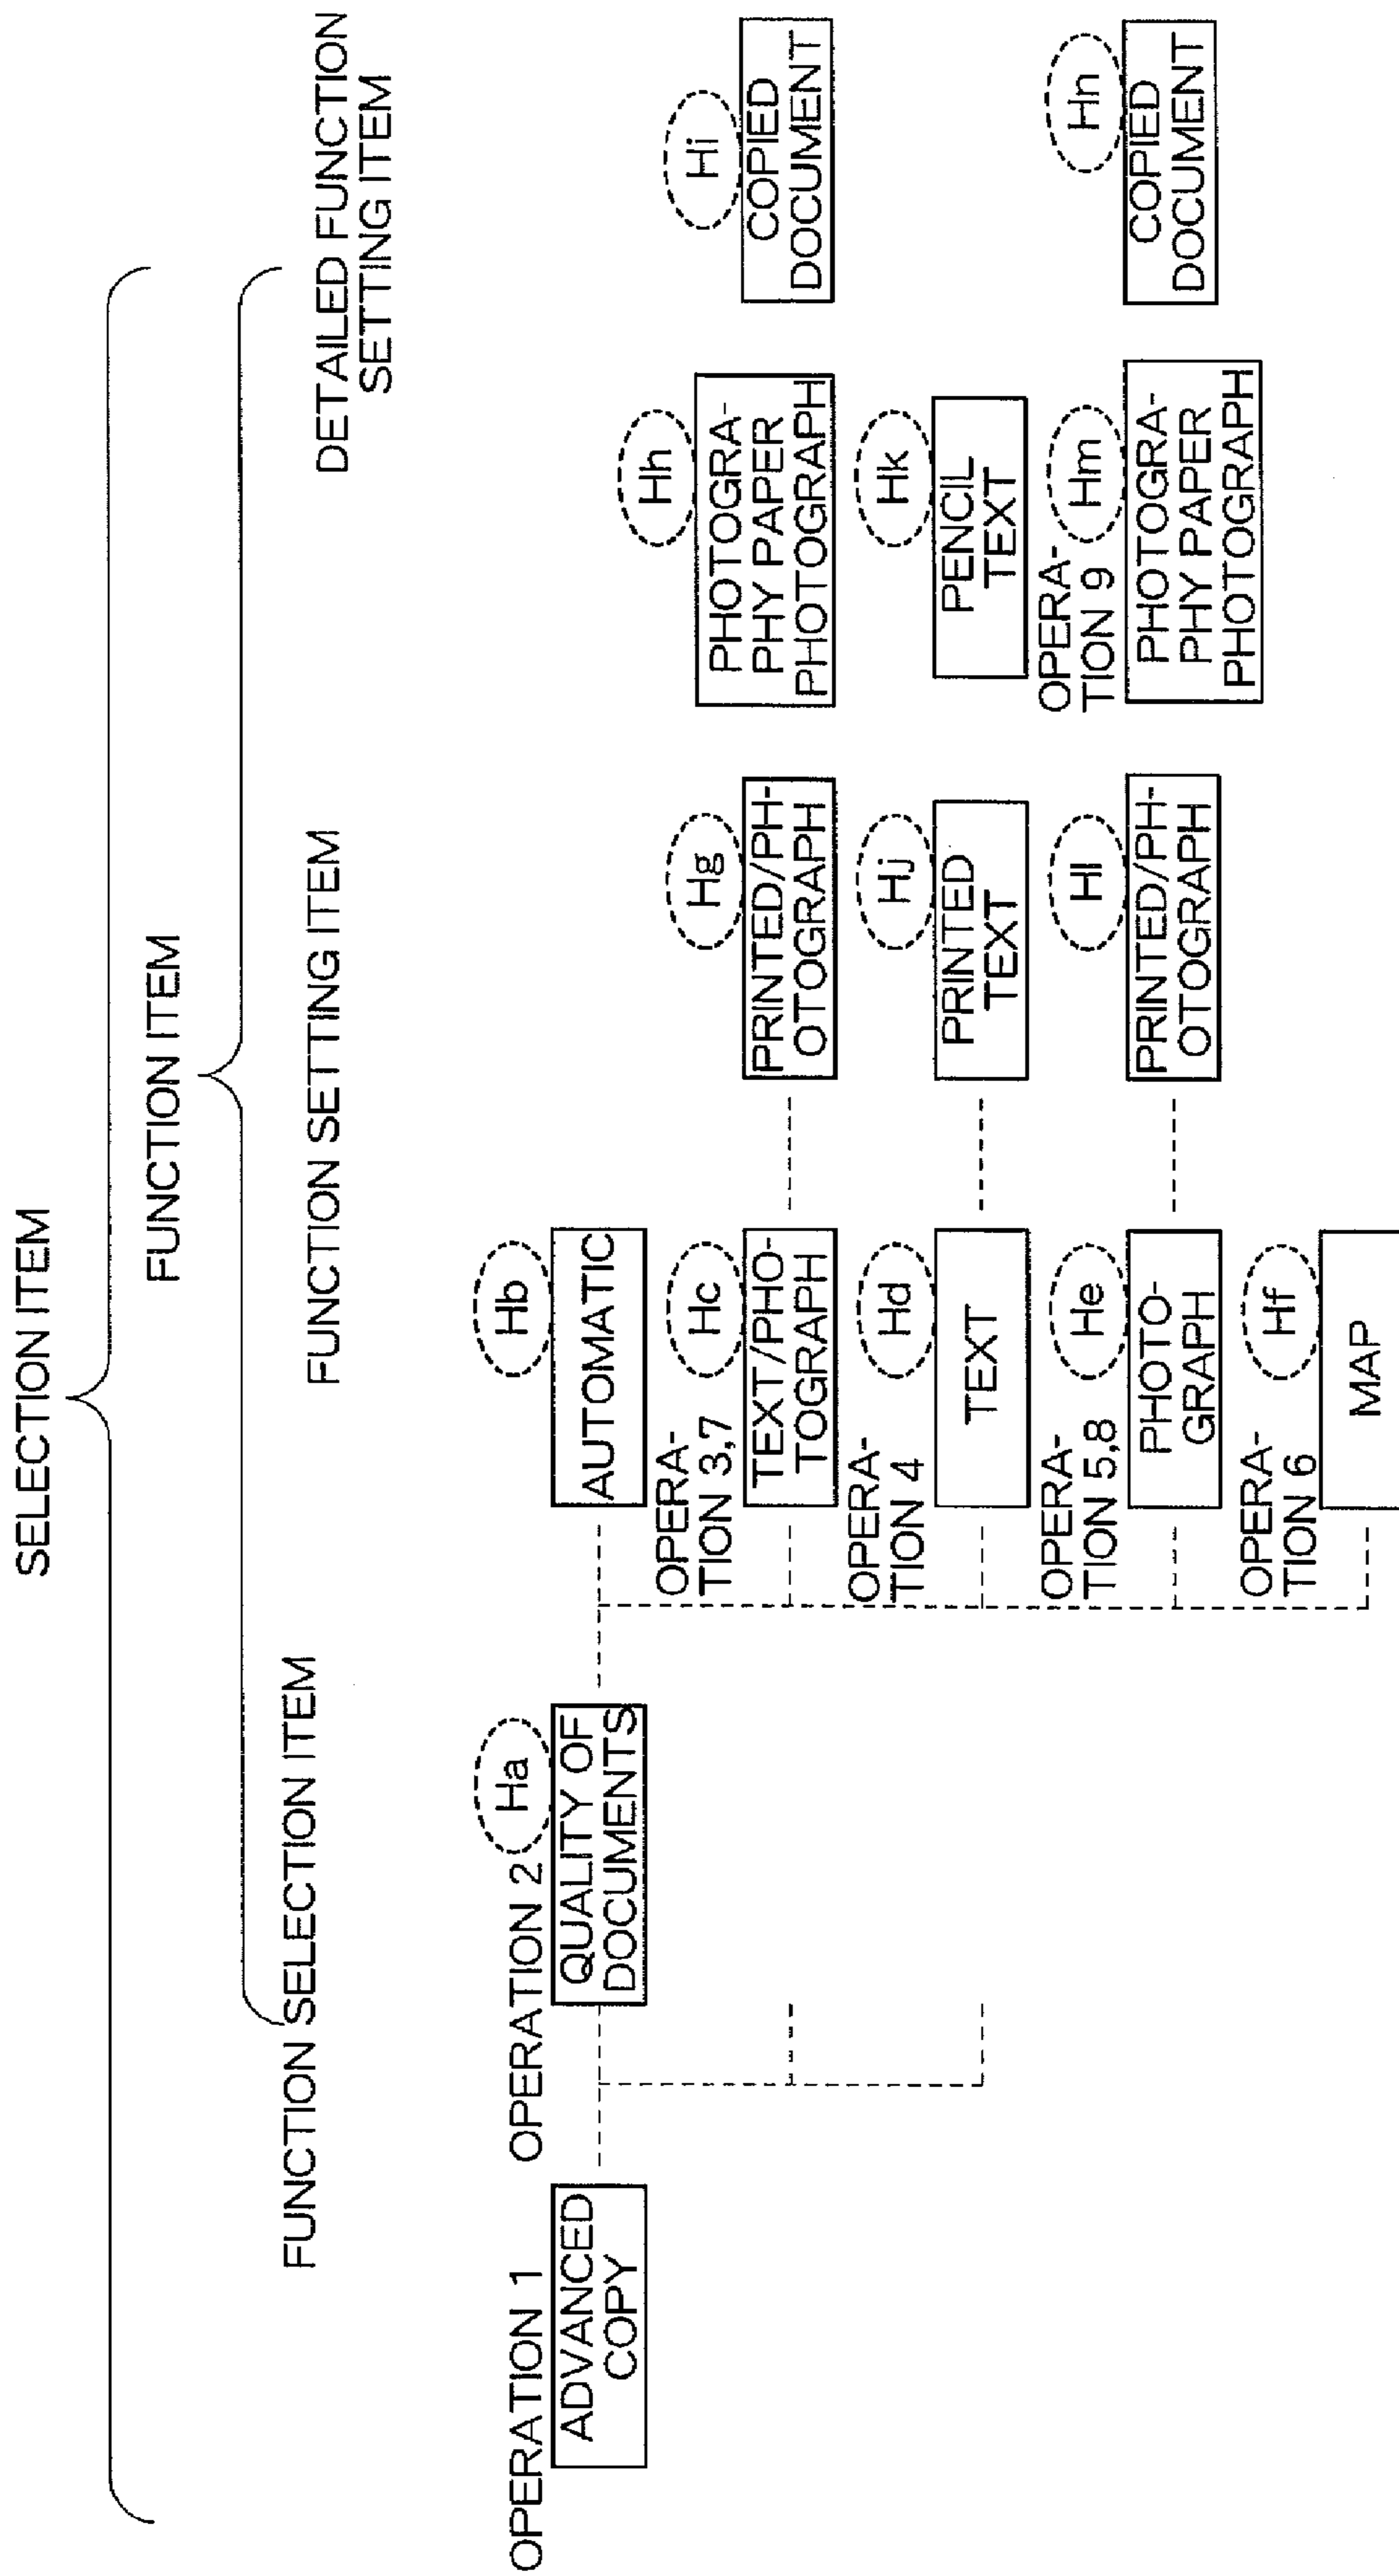 SELECTION ITEM
FUNCTION ITEM
FUNCTION SELECTION ITEM
FUNCTION SETTING ITEM
DETAILED FUNCTION
SETTING ITEM
OPERATION 1
ADVANCED
COPY
OPERATION 2
Ha
QUALITY OF
DOCUMENTS
Hb
AUTOMATIC
OPERA-
TION 3,7
Hc
TEXT/PHO-
TOGRAPH
Hg
PRINTED/PH-
OTOGRAPH
Hh
PHOTOGRA-
PHY PAPER
PHOTOGRAPH
Hi
COPIED
DOCUMENT
OPERA-
TION 4
Hd
TEXT
Hj
PRINTED
TEXT
Hk
PENCIL
TEXT
OPERA-
TION 5,8
He
PHOTO-
GRAPH
Hl
PRINTED/PH-
OTOGRAPH
OPERA-
TION 9
Hm
PHOTOGRA-
PHY PAPER
PHOTOGRAPH
Hn
COPIED
DOCUMENT
OPERA-
TION 6
Hf
MAP